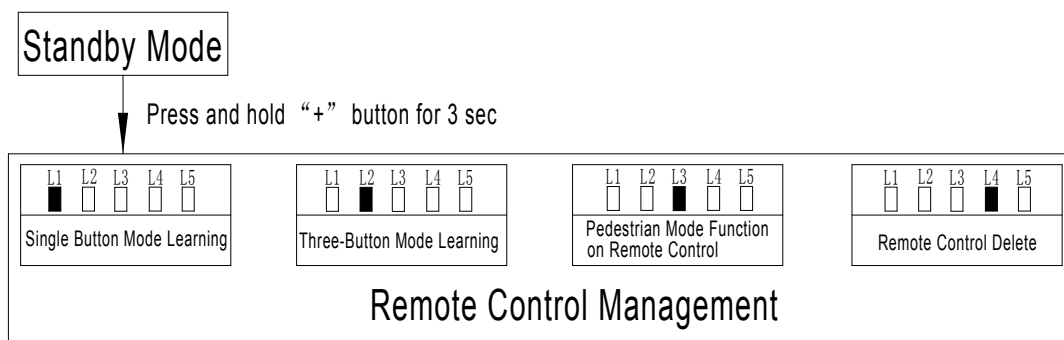 Standby Mode
Press and hold “+” button for 3 sec
L1 L2 L3 L4 L5
Single Button Mode Learning
L1 L2 L3 L4 L5
Three-Button Mode Learning
L1 L2 L3 L4 L5
Pedestrian Mode Function
on Remote Control
L1 L2 L3 L4 L5
Remote Control Delete
Remote Control Management